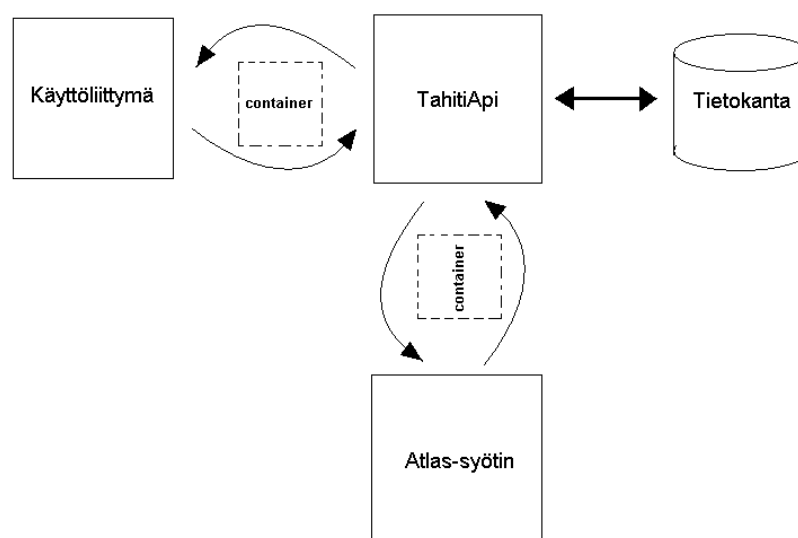 Käyttöliittymä
container
TahitiApi
Tietokanta
container
Atlas-syötin